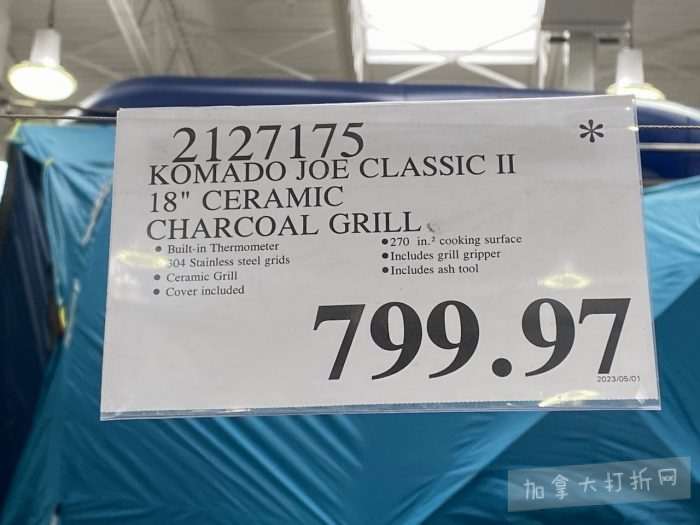 2127175
*
KOMADO JOE CLASSIC II
18" CERAMIC
CHARCOAL GRILL
• Built-in Thermometer
304 Stainless steel grids
• Ceramic Grill
• Cover included
• 270 in.² cooking surface
• Includes grill gripper
• Includes ash tool
799.97
2023/05/01
加拿大打折网